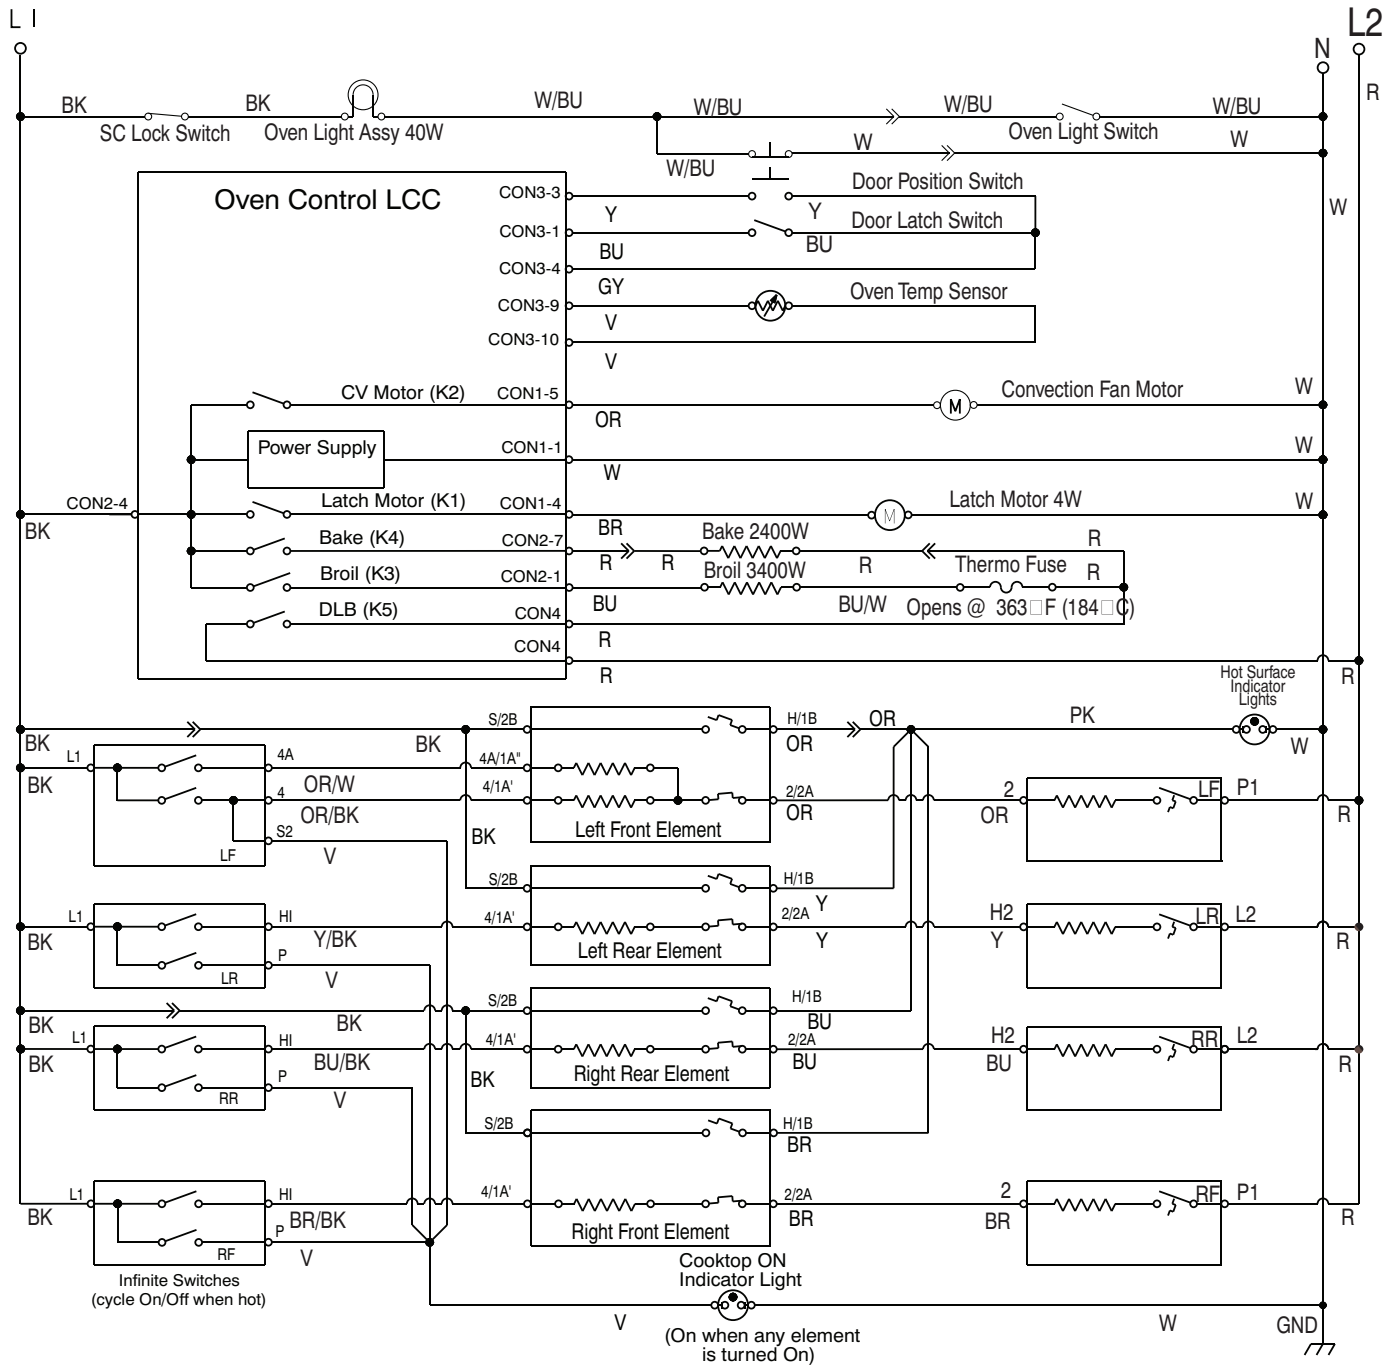 L1
N
L2
R
BK
SC Lock Switch
BK
Oven Light Assy 40W
W/BU
W/BU
W/BU
Oven Light Switch
W/BU
W/BU
W
W
W
Oven Control LCC
CON3-3
Y
Door Position Switch
Y
CON3-1
BU
Door Latch Switch
BU
CON3-4
GY
CON3-9
V
Oven Temp Sensor
CON3-10
V
CV Motor (K2)
CON1-5
OR
Convection Fan Motor
M
W
Power Supply
CON1-1
W
W
CON2-4
BK
Latch Motor (K1)
CON1-4
BR
M
Latch Motor 4W
W
Bake (K4)
CON2-7
R
R
Bake 2400W
R
R
Broil (K3)
CON2-1
BU
Broil 3400W
BU/W
Thermo Fuse
R
Opens @ 363□F (184□C)
DLB (K5)
CON4
R
CON4
R
R
Hot Surface
Indicator
Lights
BK
BK
S/2B
H/1B
OR
OR
PK
W
L1
BK
4A
OR/W
4A/1A"
4
OR/BK
4/1A'
S2
V
LF
BK
Left Front Element
2/2A
OR
2
OR
LF
P1
R
S/2B
H/1B
Y
L1
BK
HI
Y/BK
4/1A'
2/2A
Y
Left Rear Element
H2
Y
LR
L2
R
P
V
LR
BK
BK
S/2B
H/1B
BU
L1
BK
HI
BU/BK
4/1A'
2/2A
BU
Right Rear Element
H2
BU
RR
L2
R
P
V
RR
BK
S/2B
H/1B
BR
L1
BK
HI
BR/BK
4/1A'
2/2A
BR
Right Front Element
2
BR
RF
P1
R
P
V
RF
Infinite Switches
(cycle On/Off when hot)
Cooktop ON
Indicator Light
V
W
(On when any element
is turned On)
GND